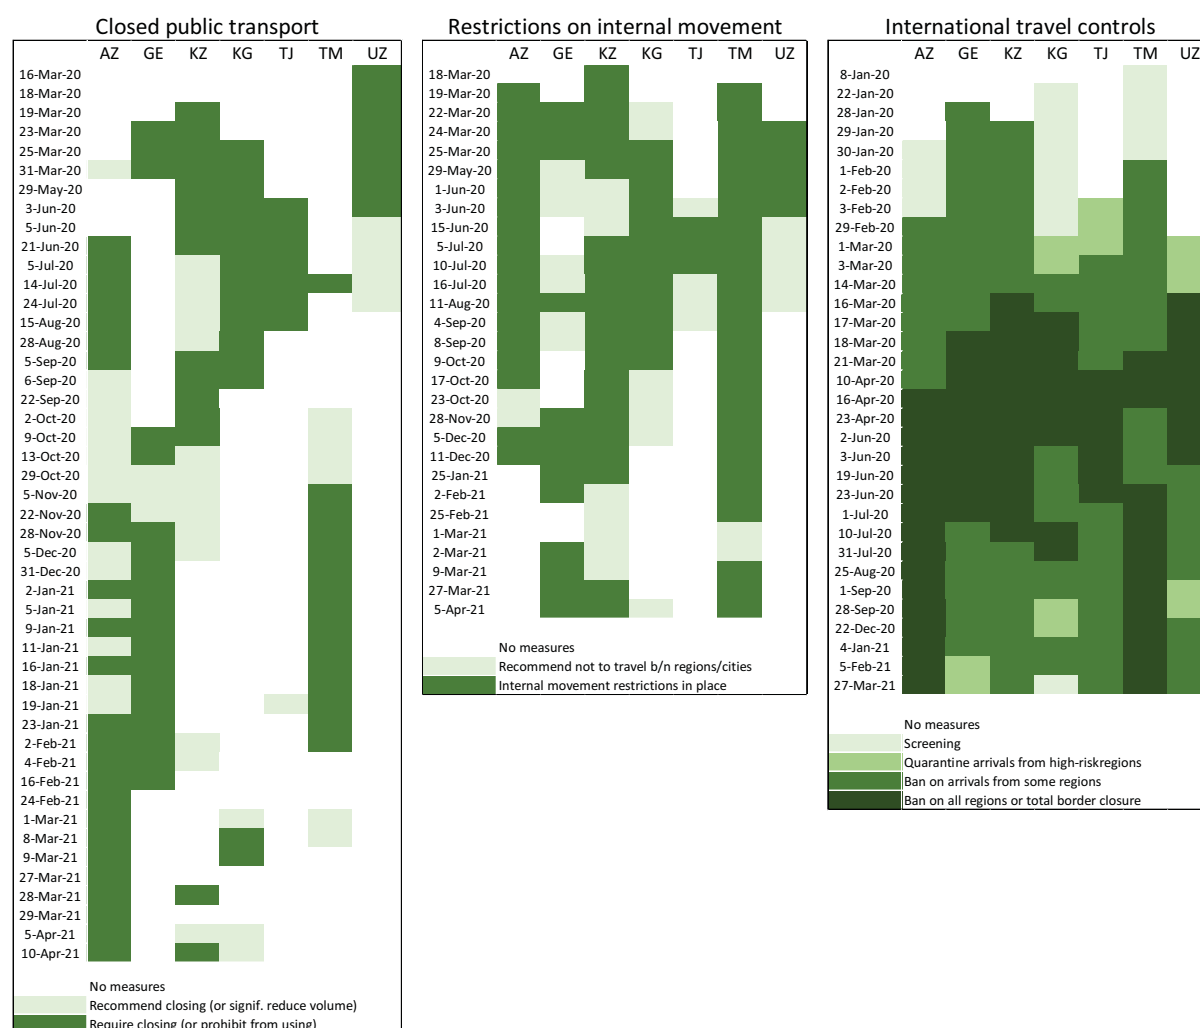 Closed public transport
AZ GE KZ KG TJ TM UZ
16-Mar-20
18-Mar-20
19-Mar-20
23-Mar-20
25-Mar-20
31-Mar-20
29-May-20
3-Jun-20
5-Jun-20
21-Jun-20
5-Jul-20
14-Jul-20
24-Jul-20
15-Aug-20
28-Aug-20
5-Sep-20
6-Sep-20
22-Sep-20
2-Oct-20
9-Oct-20
13-Oct-20
29-Oct-20
5-Nov-20
22-Nov-20
28-Nov-20
5-Dec-20
31-Dec-20
2-Jan-21
5-Jan-21
9-Jan-21
11-Jan-21
16-Jan-21
18-Jan-21
19-Jan-21
23-Jan-21
2-Feb-21
4-Feb-21
16-Feb-21
24-Feb-21
1-Mar-21
8-Mar-21
9-Mar-21
27-Mar-21
28-Mar-21
29-Mar-21
5-Apr-21
10-Apr-21
No measures
Recommend closing (or signif. reduce volume)
Require closing (or prohibit from using)
Restrictions on internal movement
AZ GE KZ KG TJ TM UZ
18-Mar-20
19-Mar-20
22-Mar-20
24-Mar-20
25-Mar-20
29-May-20
1-Jun-20
3-Jun-20
15-Jun-20
5-Jul-20
10-Jul-20
16-Jul-20
11-Aug-20
4-Sep-20
8-Sep-20
9-Oct-20
17-Oct-20
23-Oct-20
28-Nov-20
5-Dec-20
11-Dec-20
25-Jan-21
2-Feb-21
25-Feb-21
1-Mar-21
2-Mar-21
9-Mar-21
27-Mar-21
5-Apr-21
No measures
Recommend not to travel b/n regions/cities
Internal movement restrictions in place
International travel controls
AZ GE KZ KG TJ TM UZ
8-Jan-20
22-Jan-20
28-Jan-20
29-Jan-20
30-Jan-20
1-Feb-20
2-Feb-20
3-Feb-20
29-Feb-20
1-Mar-20
3-Mar-20
14-Mar-20
16-Mar-20
17-Mar-20
18-Mar-20
21-Mar-20
10-Apr-20
16-Apr-20
23-Apr-20
2-Jun-20
3-Jun-20
19-Jun-20
23-Jun-20
1-Jul-20
10-Jul-20
31-Jul-20
25-Aug-20
1-Sep-20
28-Sep-20
22-Dec-20
4-Jan-21
5-Feb-21
27-Mar-21
No measures
Screening
Quarantine arrivals from high-riskregions
Ban on arrivals from some regions
Ban on all regions or total border closure